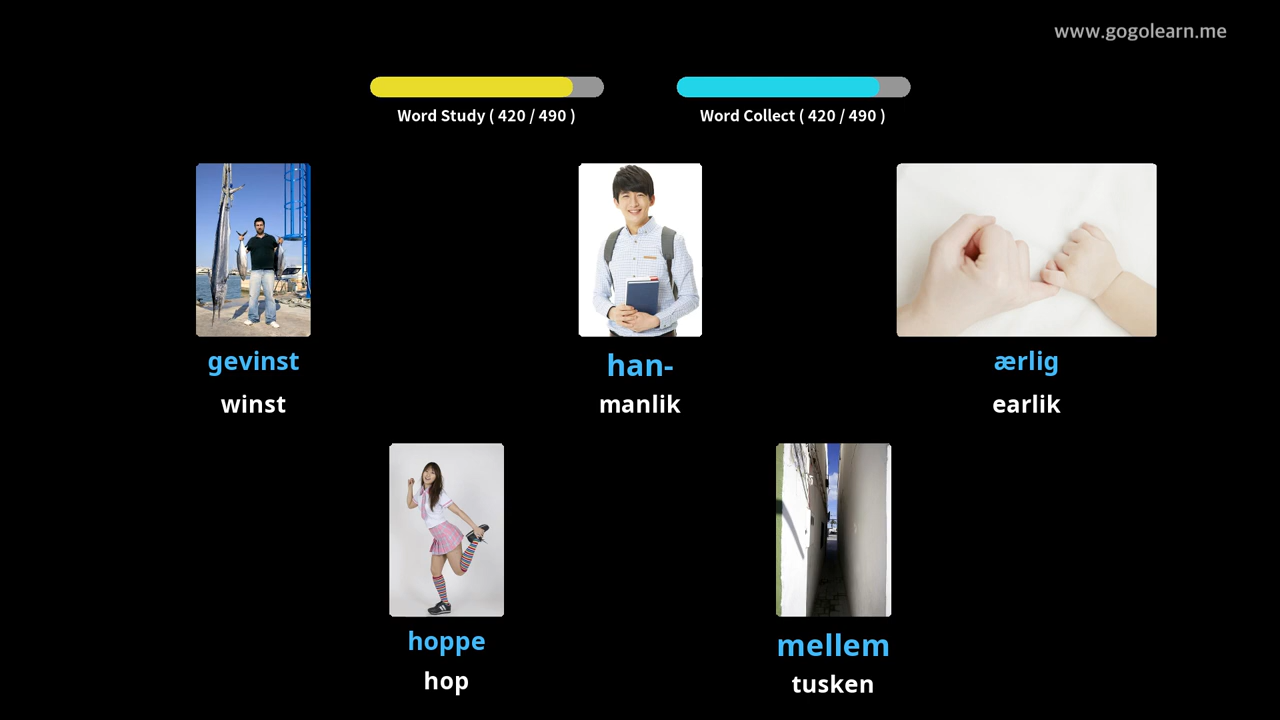 www.gogolearn.me
Word Study ( 420 / 490 )
Word Collect ( 420 / 490 )
gevinst
winst
han-
manlik
ærlig
earlik
hoppe
hop
mellem
tusken